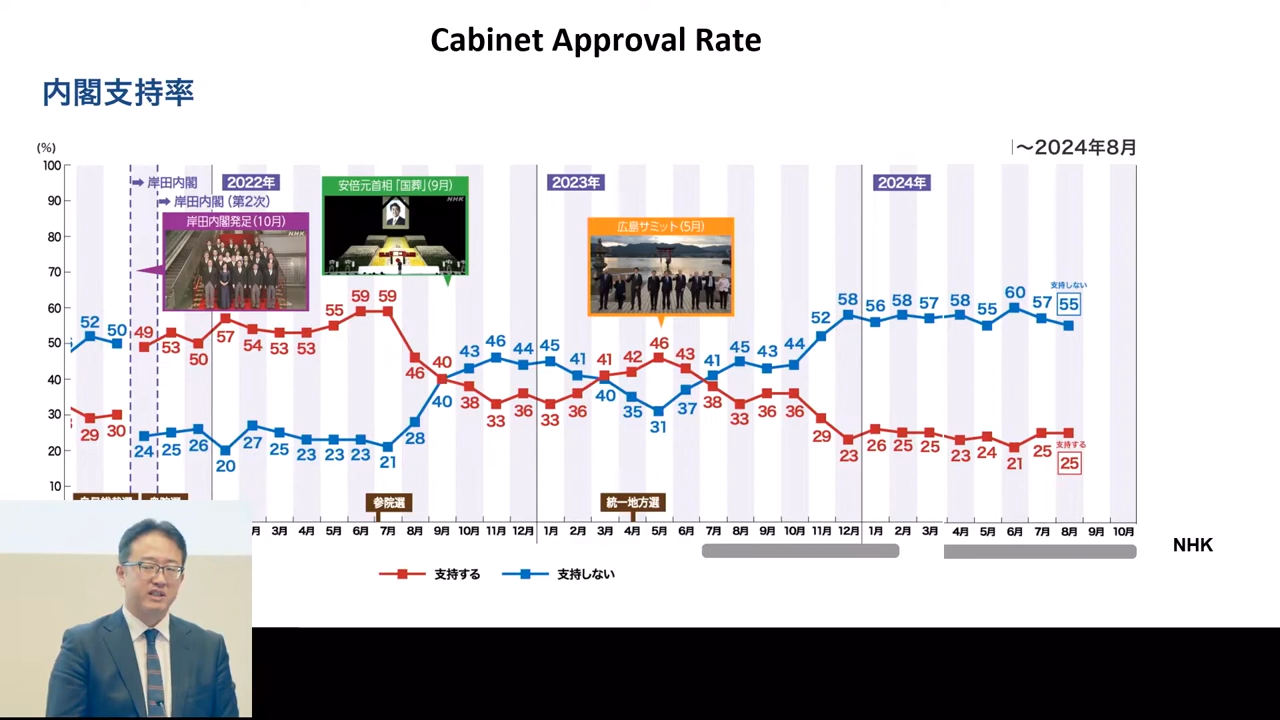 Cabinet Approval Rate
内閣支持率
～2024年8月
(%)
100
90
80
70
60
50
40
30
20
10
➡ 岸田内閣
➡ 岸田内閣（第2次）
2022年
2023年
2024年
岸田内閣発足(10月)
NHK
安倍元首相「国葬」(9月)
NHK
広島サミット(5月)
52 50
49 53 50 57 54 53 53 55 59 59 46 40 38 33 36 33 36 41 42 46 43 38 33 36 36 29 23 26 25 25 23 24 21 25 25
29 30
24 25 26 20 27 25 23 23 23 21 28 40 43 46 44 45 41 40 35 31 37 41 45 43 44 52 58 56 58 57 58 55 60 57 55
支持しない
支持する
参院選
統一地方選
3月 4月 5月 6月 7月 8月 9月 10月 11月 12月 1月 2月 3月 4月 5月 6月 7月 8月 9月 10月 11月 12月 1月 2月 3月 4月 5月 6月 7月 8月 9月 10月
支持する 支持しない
NHK